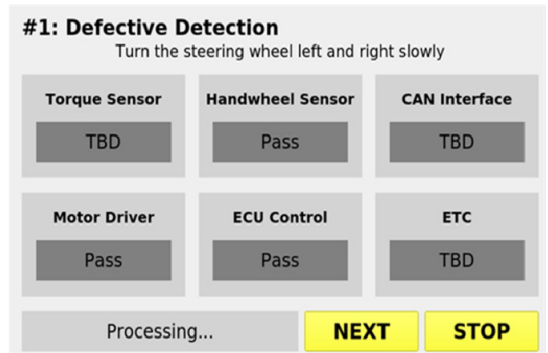 #1: Defective Detection
Turn the steering wheel left and right slowly
Torque Sensor Handwheel Sensor CAN Interface
TBD Pass TBD
Motor Driver ECU Control ETC
Pass Pass TBD
Processing... NEXT STOP